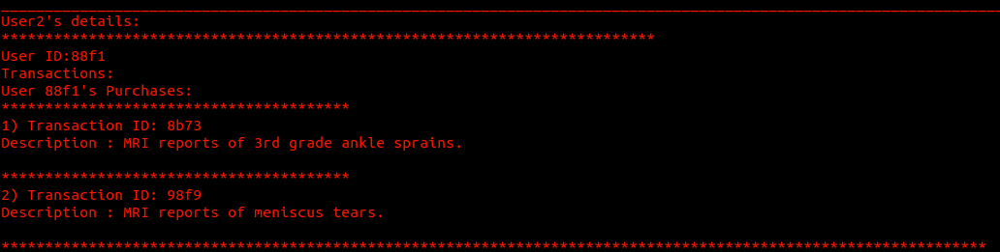 User2's details:
***************************************************************************
User ID:88f1
Transactions:
User 88f1's Purchases:
****************************************
1) Transaction ID: 8b73
Description : MRI reports of 3rd grade ankle sprains.
****************************************
2) Transaction ID: 98f9
Description : MRI reports of meniscus tears.
*****************************************************************************************************************